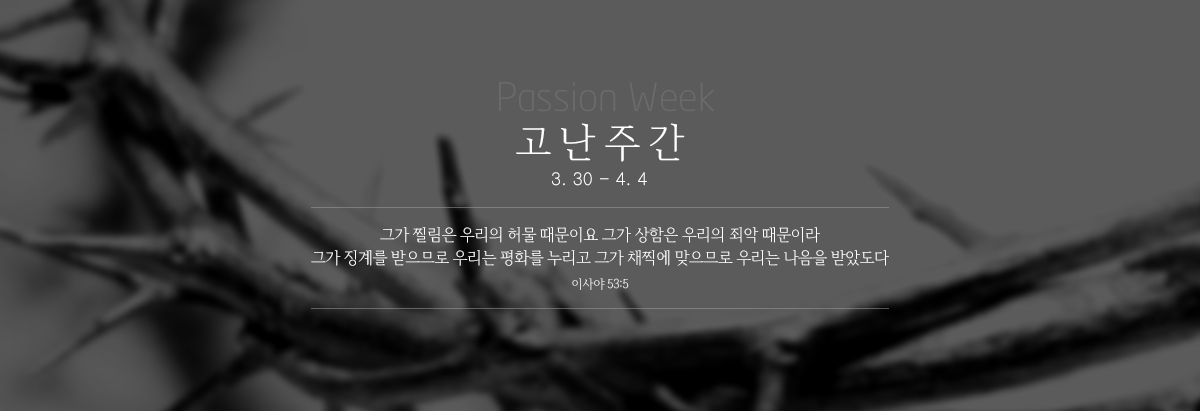 Passion Week
고난주간
3. 30 - 4. 4
그가 찔림은 우리의 허물 때문이요 그가 상함은 우리의 죄악 때문이라
그가 징계를 받으므로 우리는 평화를 누리고 그가 채찍에 맞으므로 우리는 나음을 받았도다
이사야 53:5